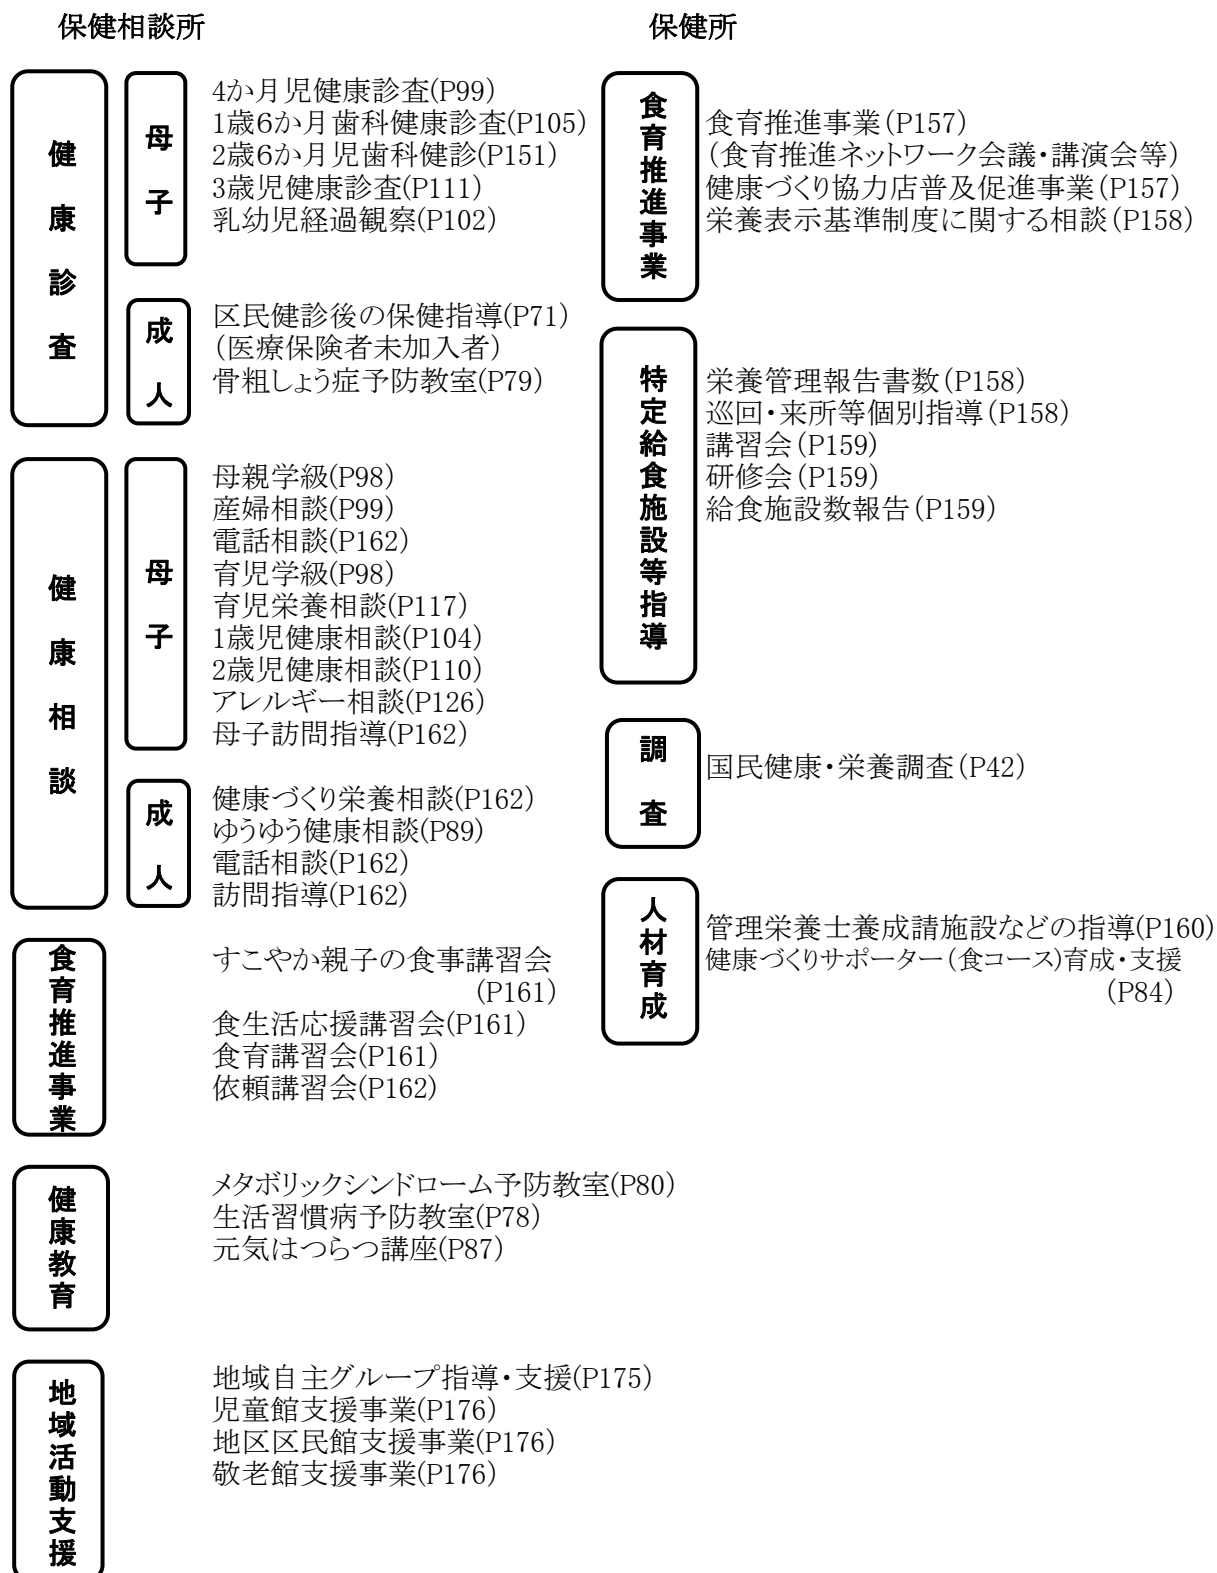 保健相談所
健康診査
母子
4か月児健康診査(P99)
1歳6か月歯科健康診査(P105)
2歳6か月児歯科健診(P151)
3歳児健康診査(P111)
乳幼児経過観察(P102)
成人
区民健診後の保健指導(P71)
（医療保険者未加入者）
骨粗しょう症予防教室(P79)
健康相談
母子
母親学級(P98)
産婦相談(P99)
電話相談(P162)
育児学級(P98)
育児栄養相談(P117)
1歳児健康相談(P104)
2歳児健康相談(P110)
アレルギー相談(P126)
母子訪問指導(P162)
成人
健康づくり栄養相談(P162)
ゆうゆう健康相談(P89)
電話相談(P162)
訪問指導(P162)
食育推進事業
すこやか親子の食事講習会
(P161)
食生活応援講習会(P161)
食育講習会(P161)
依頼講習会(P162)
健康教育
メタボリックシンドローム予防教室(P80)
生活習慣病予防教室(P78)
元気はつらつ講座(P87)
地域活動支援
地域自主グループ指導・支援(P175)
児童館支援事業(P176)
地区区民館支援事業(P176)
敬老館支援事業(P176)
保健所
食育推進事業
食育推進事業（P157）
（食育推進ネットワーク会議・講演会等）
健康づくり協力店普及促進事業（P157）
栄養表示基準制度に関する相談（P158）
特定給食施設等指導
栄養管理報告書数（P158）
巡回・来所等個別指導（P158）
講習会（P159）
研修会（P159）
給食施設数報告（P159）
調査
国民健康・栄養調査（P42）
人材育成
管理栄養士養成請施設などの指導(P160)
健康づくりサポーター（食コース)育成・支援
(P84)